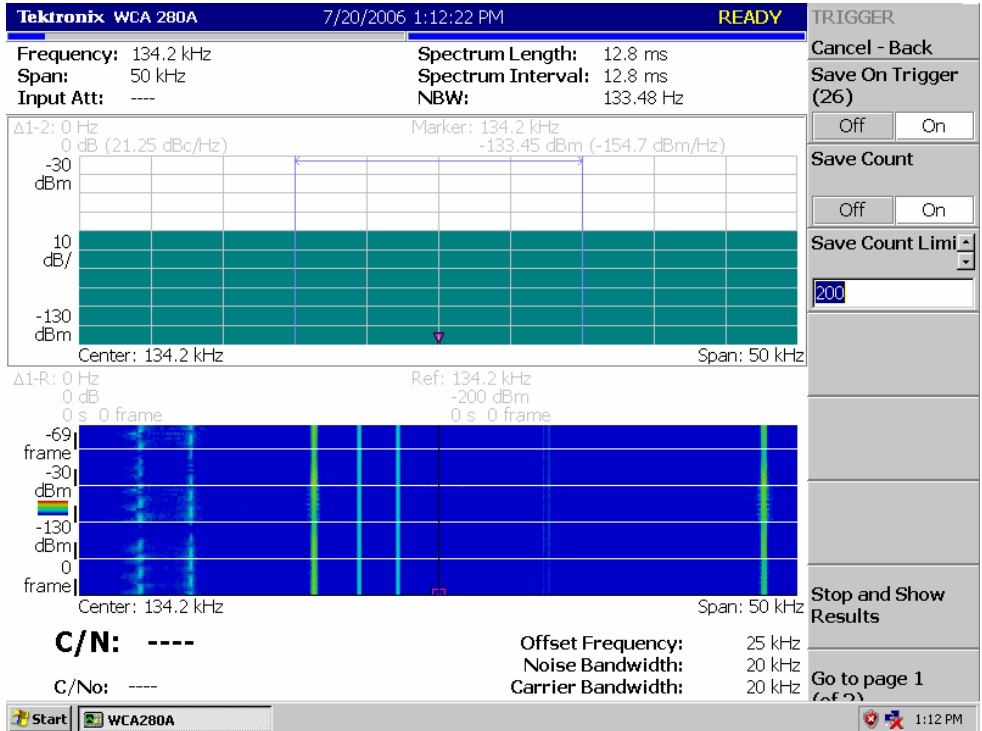 Tektronix WCA 280A 7/20/2006 1:12:22 PM READY
Frequency: 134.2 kHz Spectrum Length: 12.8 ms
Span: 50 kHz Spectrum Interval: 12.8 ms
Input Att: ---- NBW: 133.48 Hz
Δ1-2: 0 Hz Marker: 134.2 kHz
0 dB (21.25 dBc/Hz) -133.45 dBm (-154.7 dBm/Hz)
-30
dBm
10
dB/
-130
dBm
Center: 134.2 kHz Span: 50 kHz
Δ1-R: 0 Hz Ref: 134.2 kHz
0 dB -200 dBm
0 s 0 frame 0 s 0 frame
-69
frame
-30
dBm
-130
dBm
0
frame
Center: 134.2 kHz Span: 50 kHz
C/N: ----
C/No: ----
Offset Frequency: 25 kHz
Noise Bandwidth: 20 kHz
Carrier Bandwidth: 20 kHz
TRIGGER
Cancel - Back
Save On Trigger
(26)
Off On
Save Count
Off On
Save Count Limi
200
Stop and Show
Results
Go to page 1
(of 2)
Start WCA280A 1:12 PM